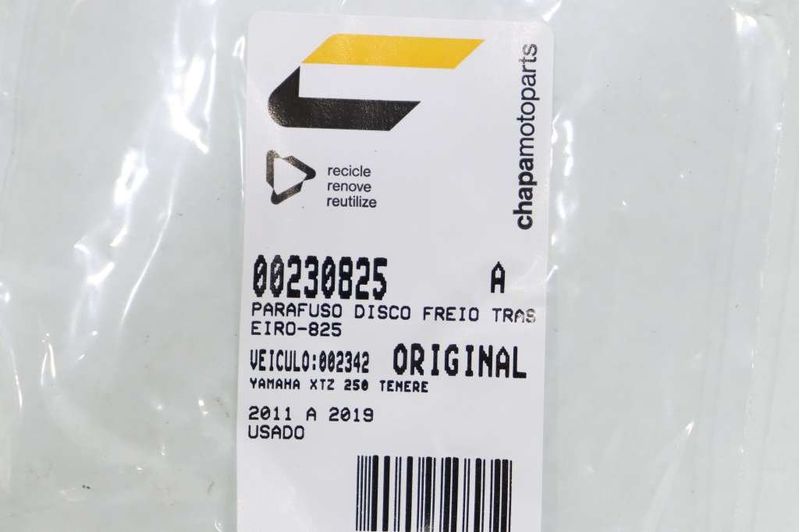 chapamotoparts
recicle
renove
reutilize
00230825 A
PARAFUSO DISCO FREIO TRAS
EIRO-825
VEICULO:002342 ORIGINAL
YAMAHA XTZ 250 TENERE
2011 A 2019
USADO